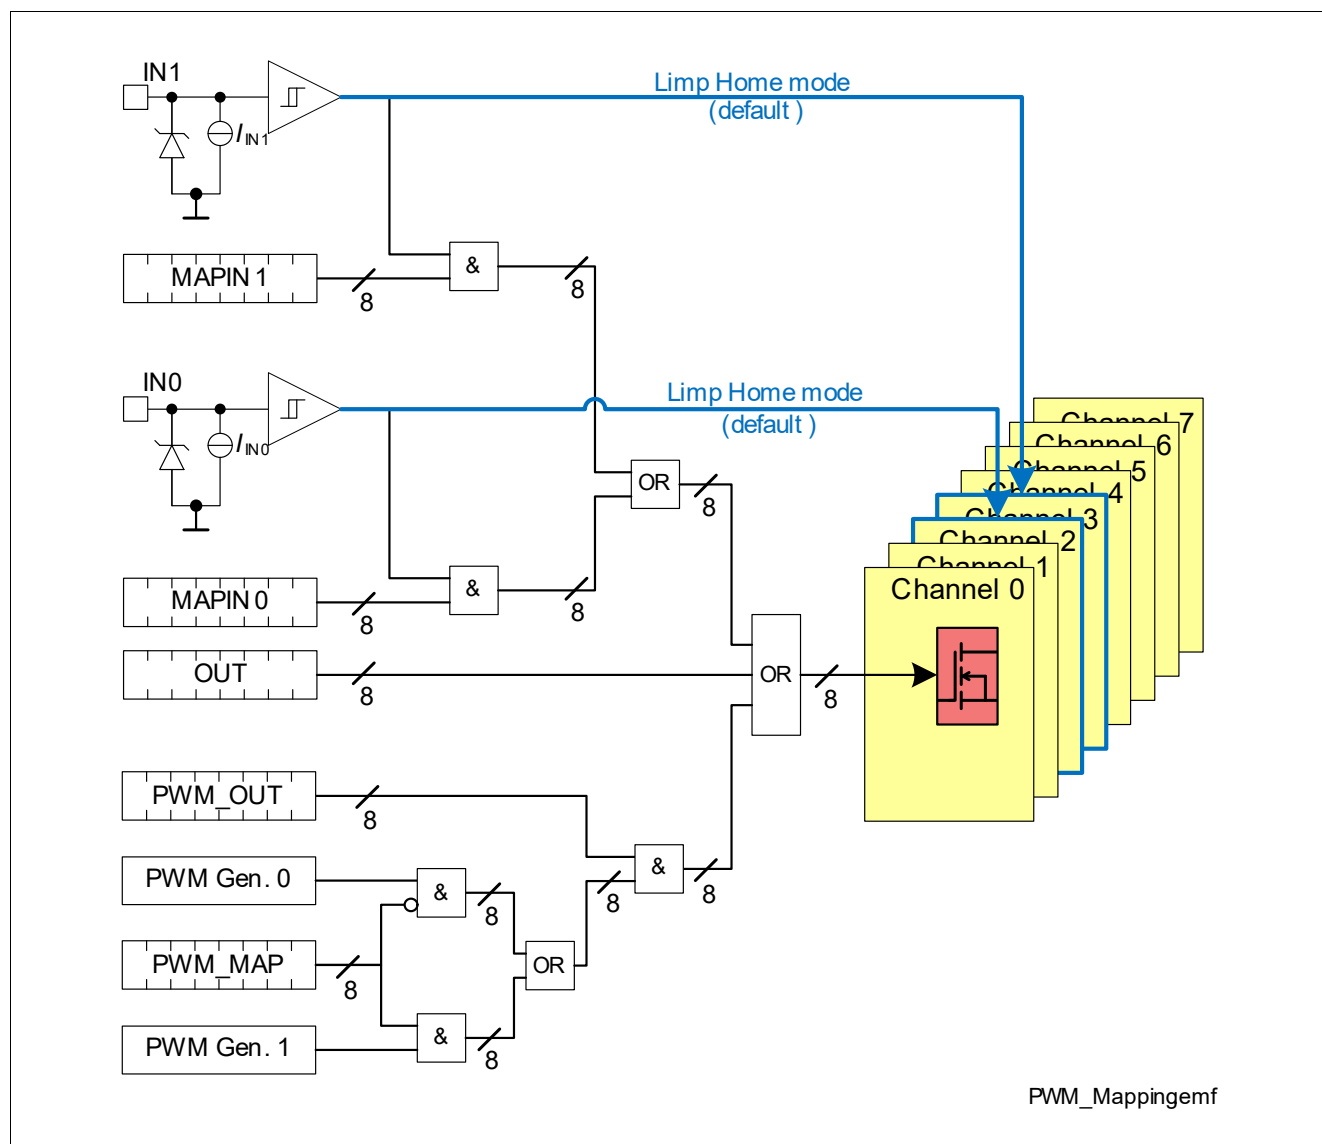 IN1
Limp Home mode
(default )
IIN1
MAPIN 1
&
8
8
IN0
Limp Home mode
(default )
IIN0
Channel 7
Channel 6
Channel 5
Channel 4
Channel 3
Channel 2
Channel 1
Channel 0
OR
8
MAPIN 0
&
8
8
OUT
8
OR
8
PWM_OUT
8
&
8
8
PWM Gen. 0
&
8
PWM_MAP
8
OR
PWM Gen. 1
&
8
PWM_Mappingemf